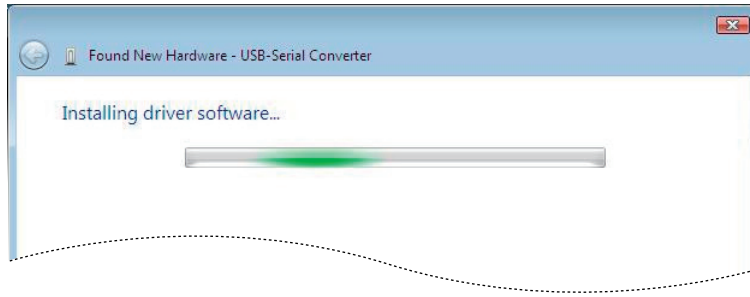 Found New Hardware - USB-Serial Converter
Installing driver software...